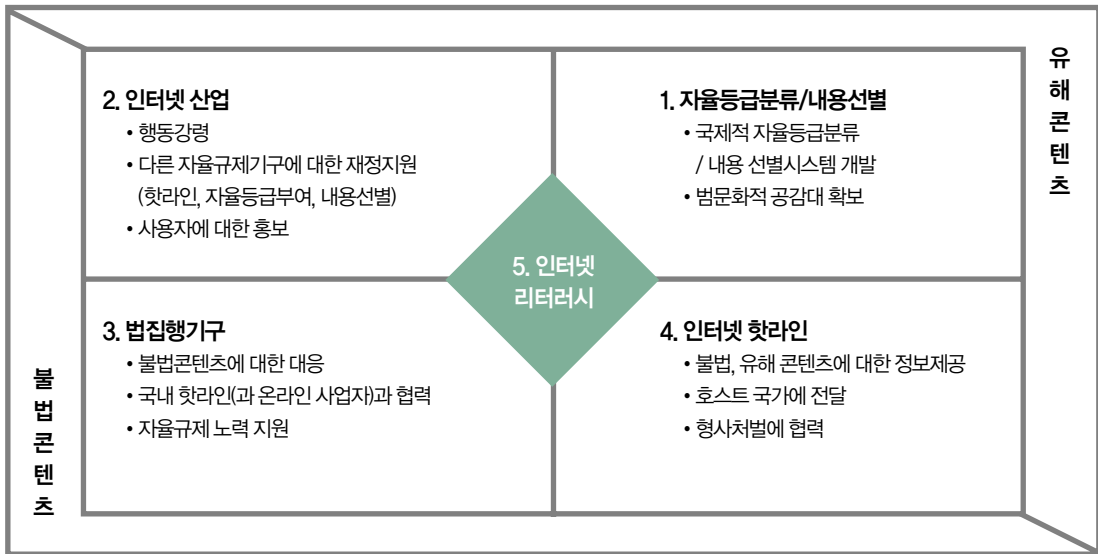 유해콘텐츠
2. 인터넷 산업
• 행동강령
• 다른 자율규제기구에 대한 재정지원
(핫라인, 자율등급부여, 내용선별)
• 사용자에 대한 홍보
1. 자율등급분류/내용선별
• 국제적 자율등급분류
/ 내용 선별시스템 개발
• 범문화적 공감대 확보
5. 인터넷
리터러시
3. 법집행기구
• 불법콘텐츠에 대한 대응
• 국내 핫라인(과 온라인 사업자)과 협력
• 자율규제 노력 지원
4. 인터넷 핫라인
• 불법, 유해 콘텐츠에 대한 정보제공
• 호스트 국가에 전달
• 형사처벌에 협력
불법콘텐츠